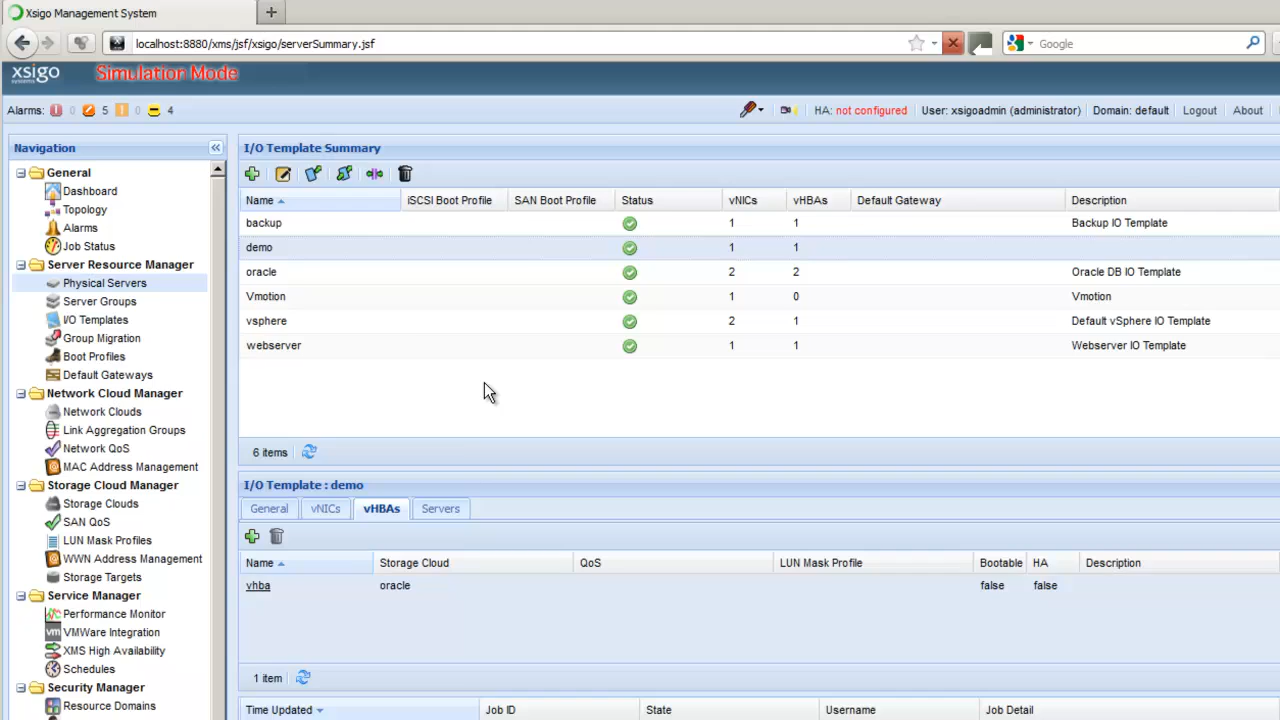 Xsigo Management System
localhost:8880/xms/jsf/xsigo/serverSummary.jsf
Google
xsigo
systems
Simulation Mode
Alarms: 0 5 0 4
HA: not configured
User: xsigoadmin (administrator)
Domain: default
Logout
About
Navigation
General
Dashboard
Topology
Alarms
Job Status
Server Resource Manager
Physical Servers
Server Groups
I/O Templates
Group Migration
Boot Profiles
Default Gateways
Network Cloud Manager
Network Clouds
Link Aggregation Groups
Network QoS
MAC Address Management
Storage Cloud Manager
Storage Clouds
SAN QoS
LUN Mask Profiles
WWN Address Management
Storage Targets
Service Manager
Performance Monitor
VMWare Integration
XMS High Availability
Schedules
Security Manager
Resource Domains
I/O Template Summary
Name iSCSI Boot Profile SAN Boot Profile Status vNICs vHBAs Default Gateway Description
backup 1 1 Backup IO Template
demo 1 1
oracle 2 2 Oracle DB IO Template
Vmotion 1 0 Vmotion
vsphere 2 1 Default vSphere IO Template
webserver 1 1 Webserver IO Template
6 items
I/O Template : demo
General vNICs vHBAs Servers
Name Storage Cloud QoS LUN Mask Profile Bootable HA Description
vhba oracle false false
1 item
Time Updated Job ID State Username Job Detail